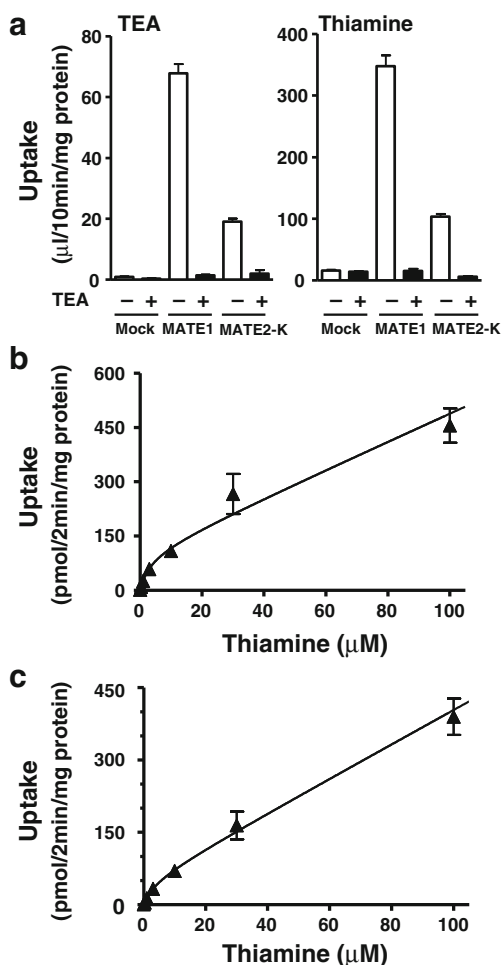 a
TEA
Thiamine
Uptake
(μl/10min/mg protein)
80
60
40
20
0
400
300
200
100
0
TEA
− + − + − +
− + − + − +
Mock MATE1 MATE2-K
Mock MATE1 MATE2-K
b
Uptake
(pmol/2min/mg protein)
600
450
300
150
0
0 20 40 60 80 100
Thiamine (μM)
c
Uptake
(pmol/2min/mg protein)
450
300
150
0
0 20 40 60 80 100
Thiamine (μM)